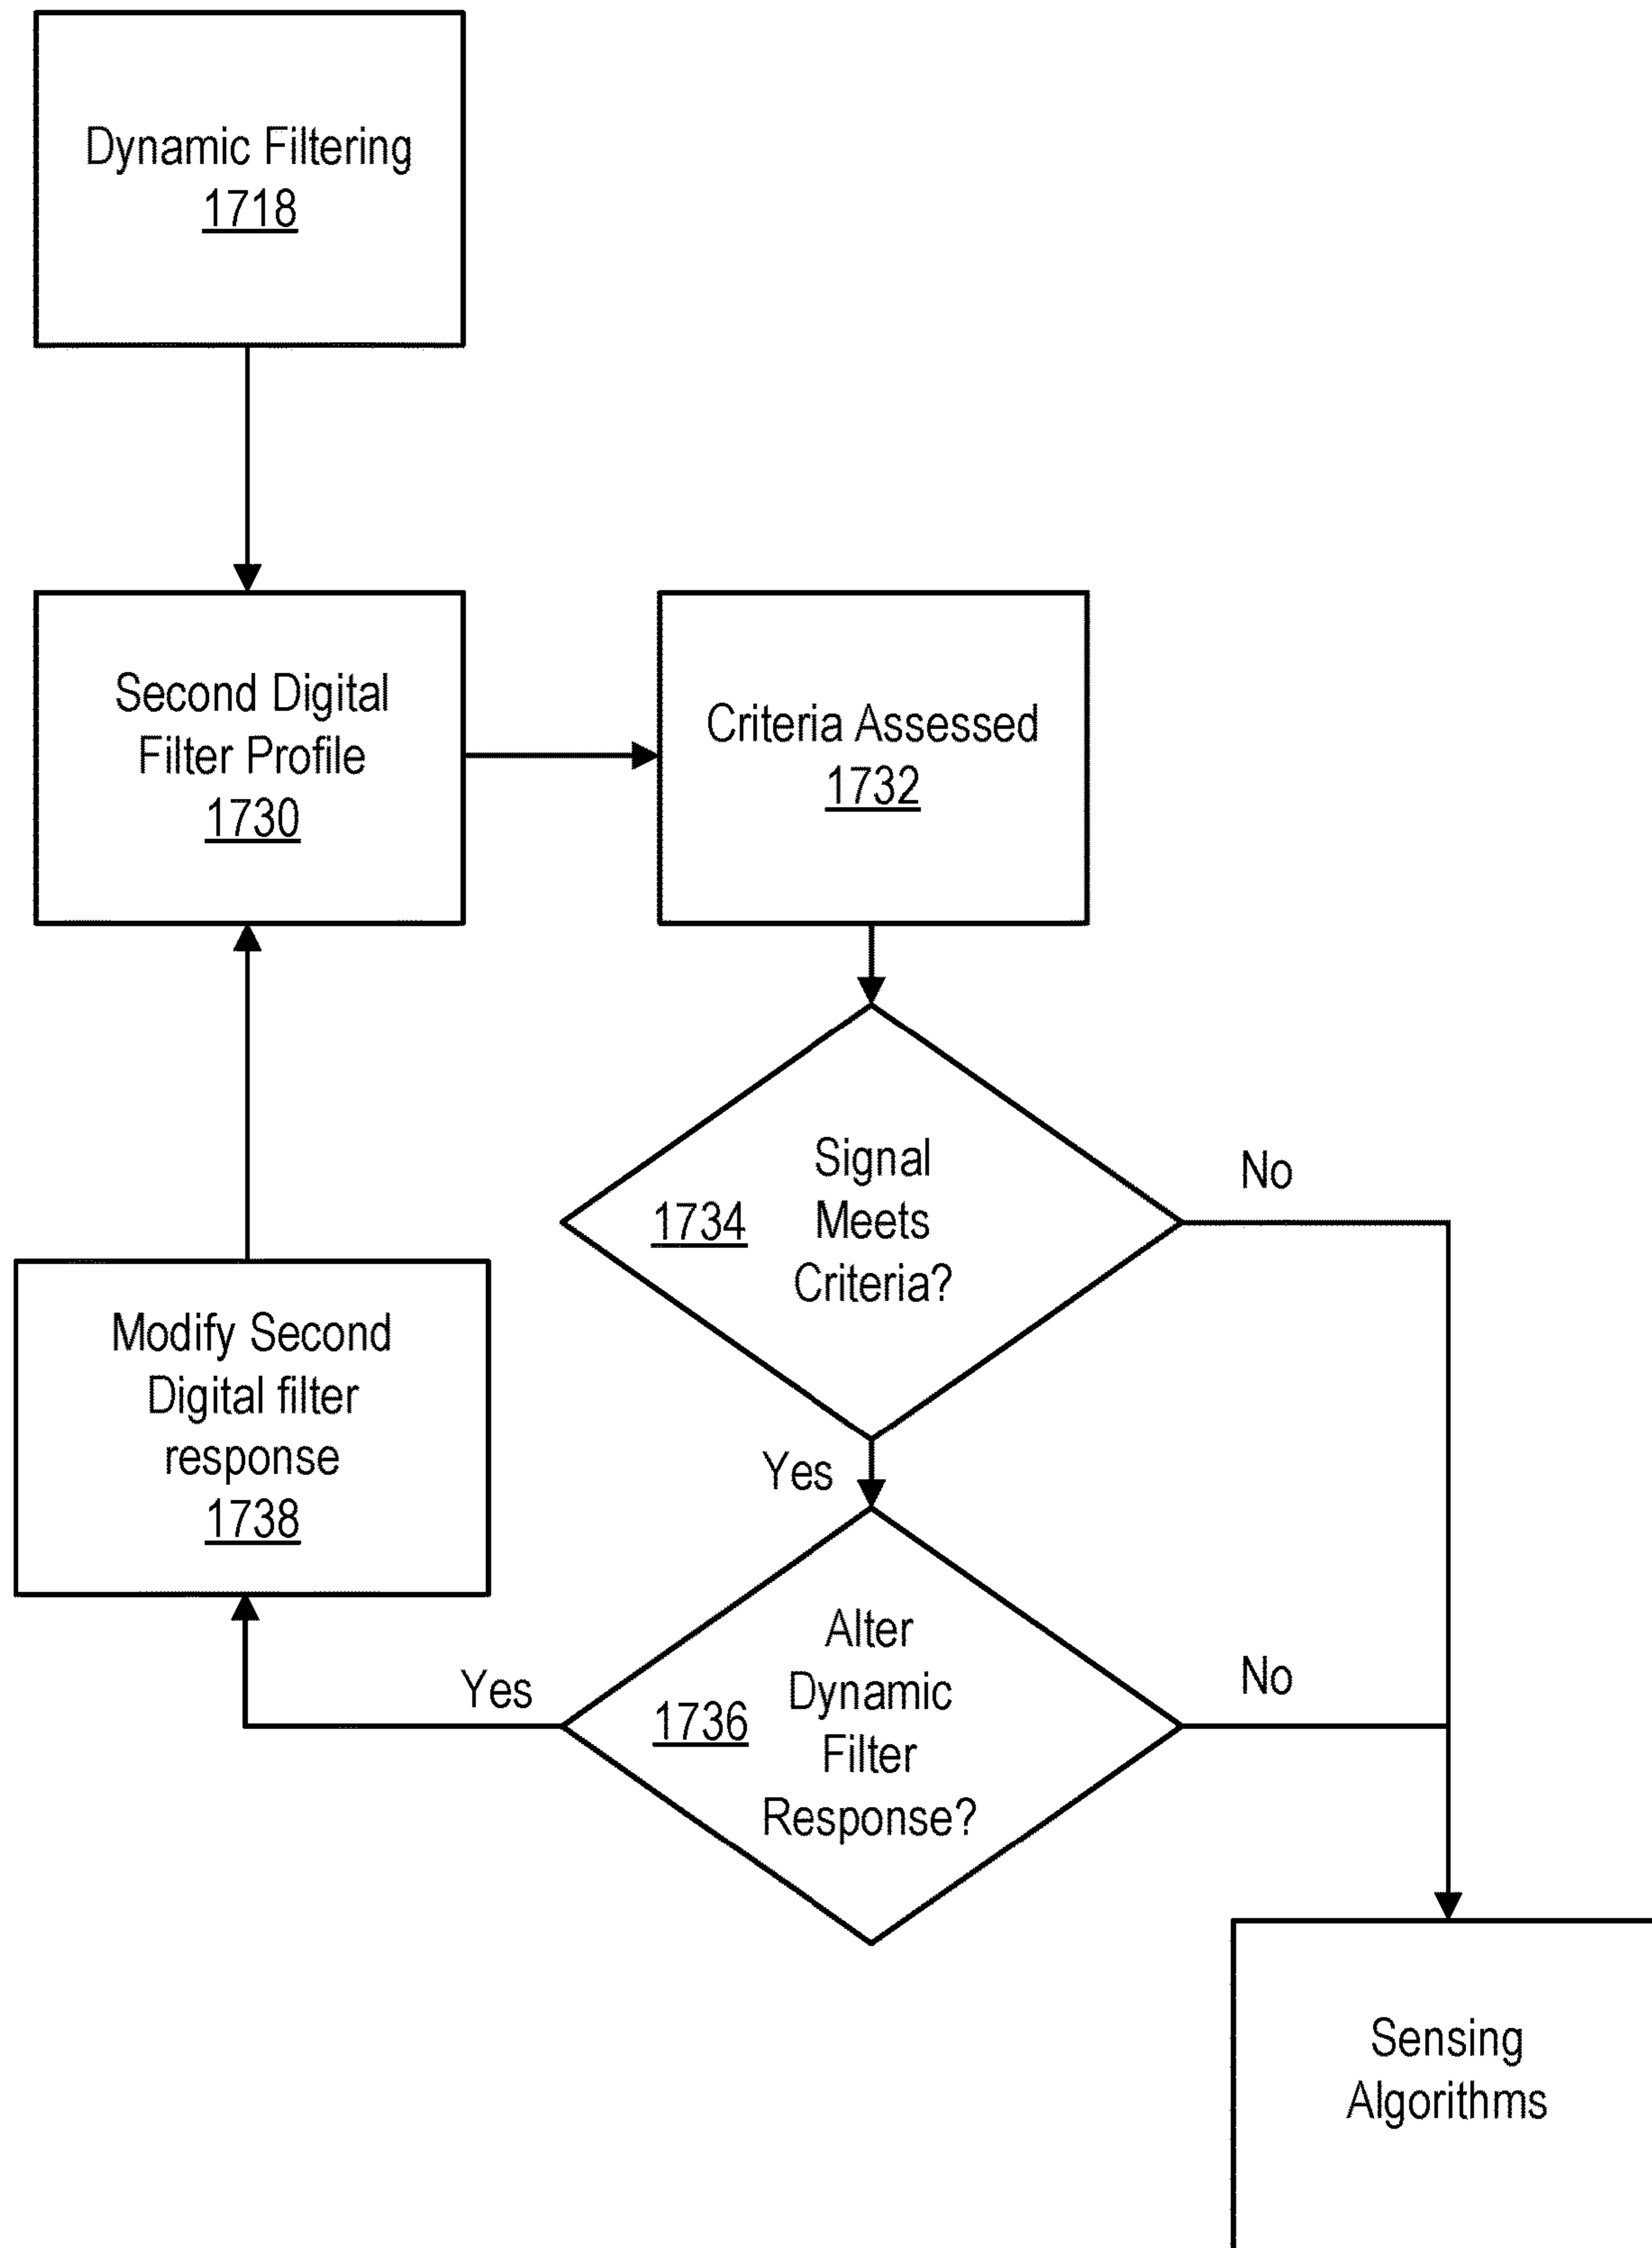 Dynamic Filtering
1718
Second Digital
Filter Profile
1730
Criteria Assessed
1732
Signal
Meets
Criteria?
1734
No
Yes
Modify Second
Digital filter
response
1738
Alter
Dynamic
Filter
Response?
1736
Yes
No
Sensing
Algorithms